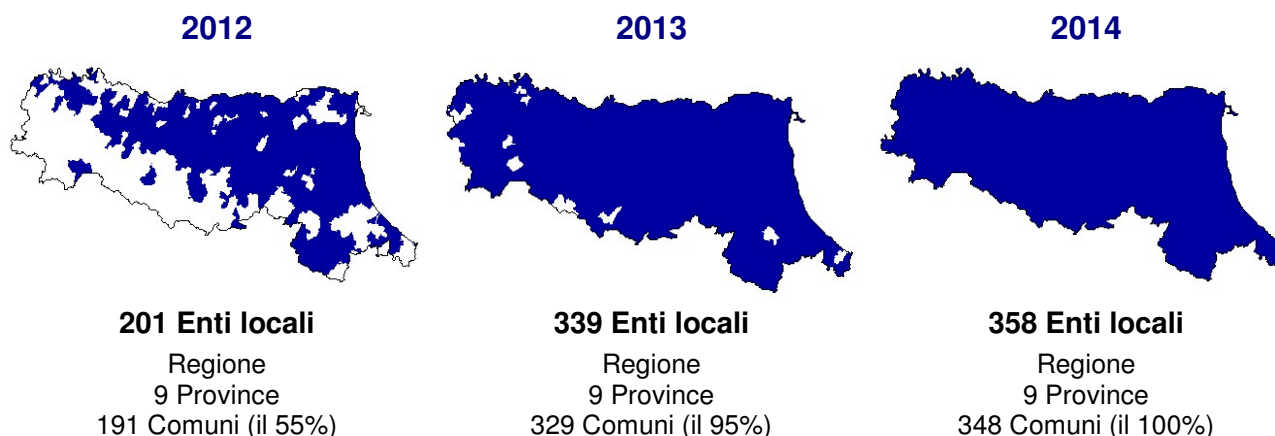 2012
2013
2014
201 Enti locali
339 Enti locali
358 Enti locali
Regione
Regione
Regione
9 Province
9 Province
9 Province
191 Comuni (il 55%)
329 Comuni (il 95%)
348 Comuni (il 100%)